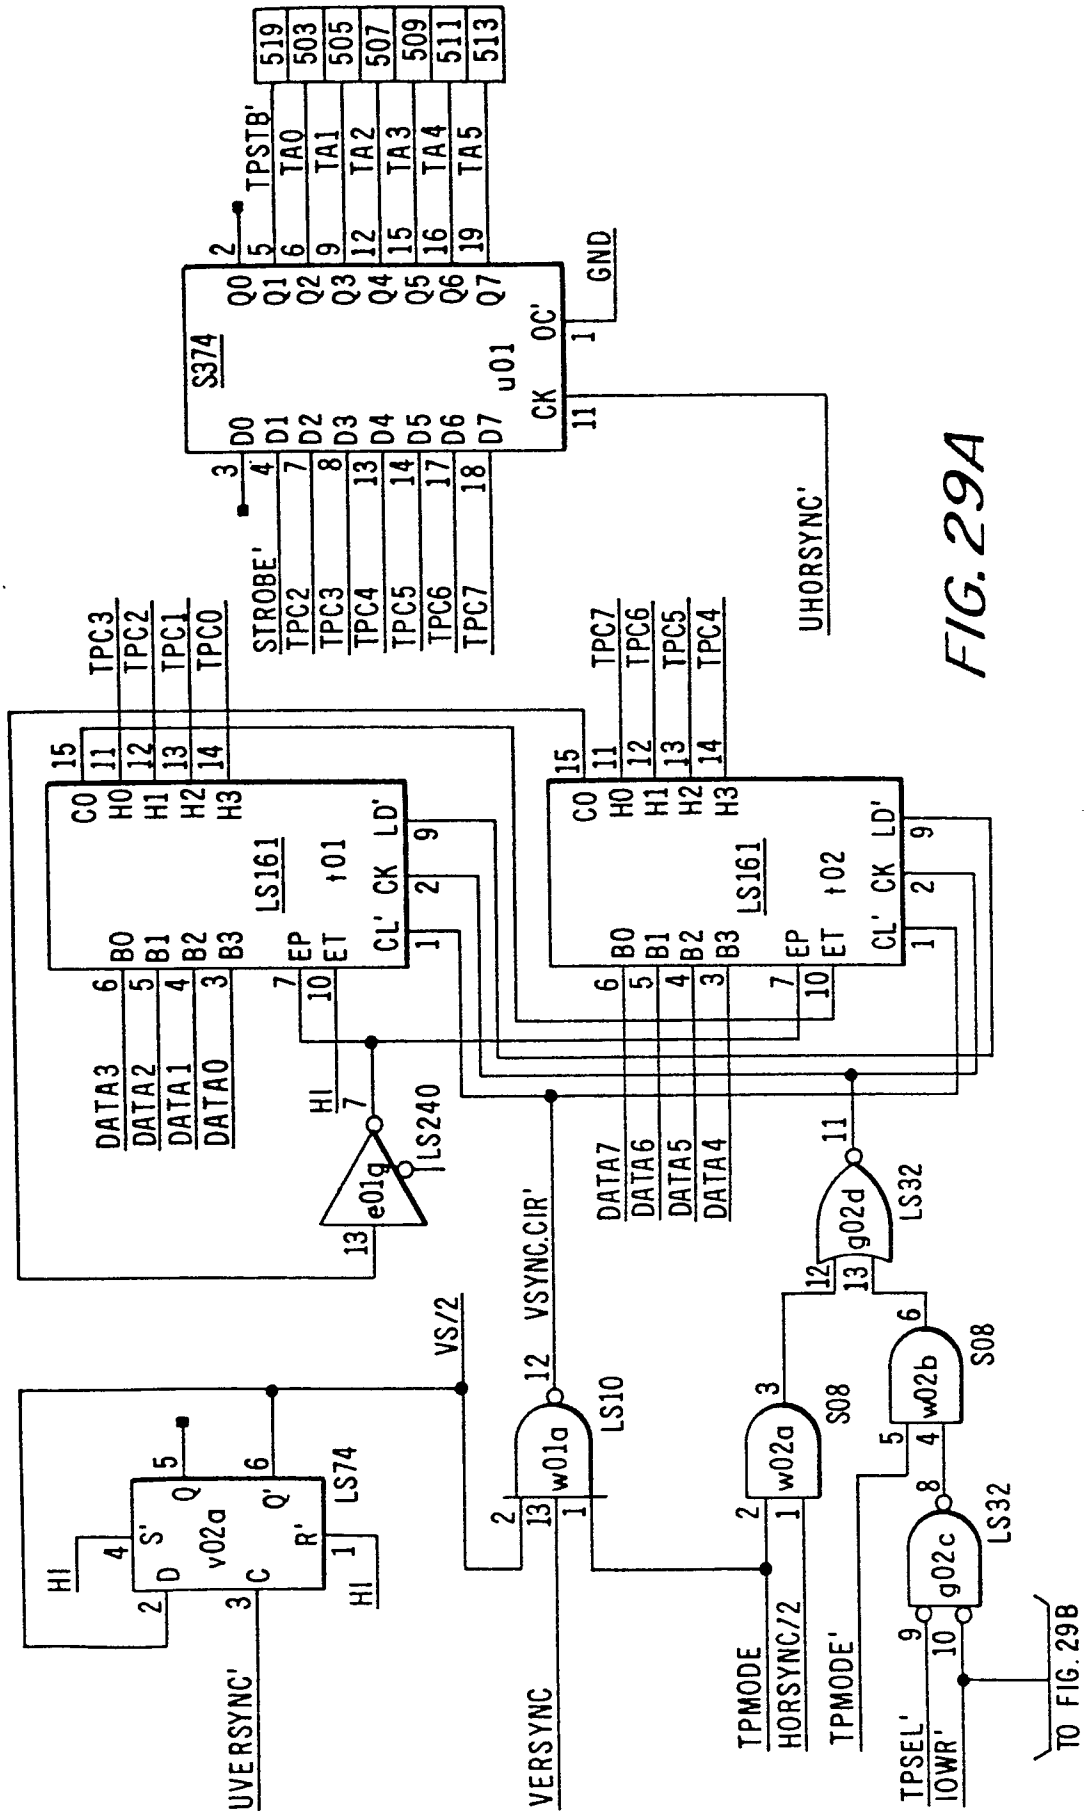 UVERSYNC'
HI
4
S'
2
D
Q
5
v02a
3
C
Q'
6
R'
LS74
1
HI
VS/2
VERSYNC
2
13
1
w01a
12
VSYNC.CIR'
LS10
TPMODE
HORSYNC/2
2
1
w02a
3
S08
TPMODE'
5
4
w02b
6
S08
TPSEL'
IOWR'
9
10
g02c
8
LS32
TO FIG. 29B
12
13
g02d
11
LS32
13
e01g
7
LS240
HI
DATA3
DATA2
DATA1
DATA0
6
5
4
3
7
10
B0
B1
B2
B3
EP
ET
LS161
t01
CL' CK LD'
1
2
9
C0
H0
H1
H2
H3
15
11
12
13
14
TPC3
TPC2
TPC1
TPC0
DATA7
DATA6
DATA5
DATA4
6
5
4
3
7
10
B0
B1
B2
B3
EP
ET
LS161
t02
CL' CK LD'
1
2
9
C0
H0
H1
H2
H3
15
11
12
13
14
TPC7
TPC6
TPC5
TPC4
STROBE'
TPC2
TPC3
TPC4
TPC5
TPC6
TPC7
3
4
7
8
13
14
17
18
D0
D1
D2
D3
D4
D5
D6
D7
S374
u01
CK
OC'
11
1
GND
UHORSYNC'
Q0
Q1
Q2
Q3
Q4
Q5
Q6
Q7
2
5
6
9
12
15
16
19
TPSTB'
TA0
TA1
TA2
TA3
TA4
TA5
519
503
505
507
509
511
513
FIG. 29A